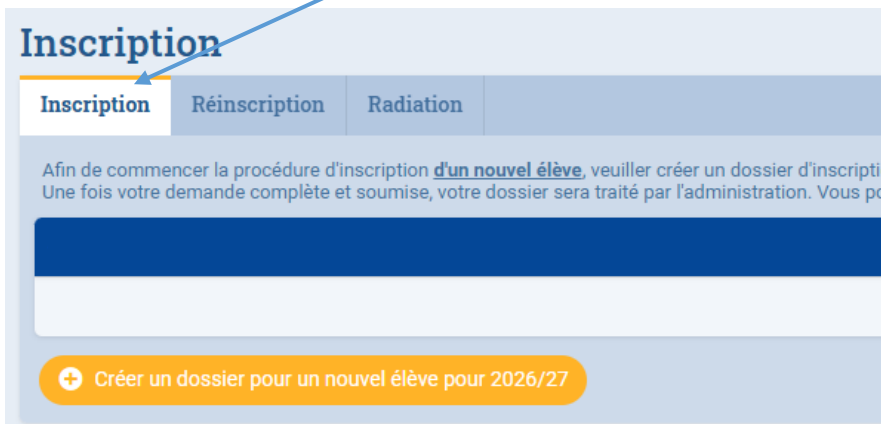 Inscription
Inscription Réinscription Radiation
Afin de commencer la procédure d'inscription d'un nouvel élève, veuiller créer un dossier d'inscripti
Une fois votre demande complète et soumise, votre dossier sera traité par l'administration. Vous po
Créer un dossier pour un nouvel élève pour 2026/27